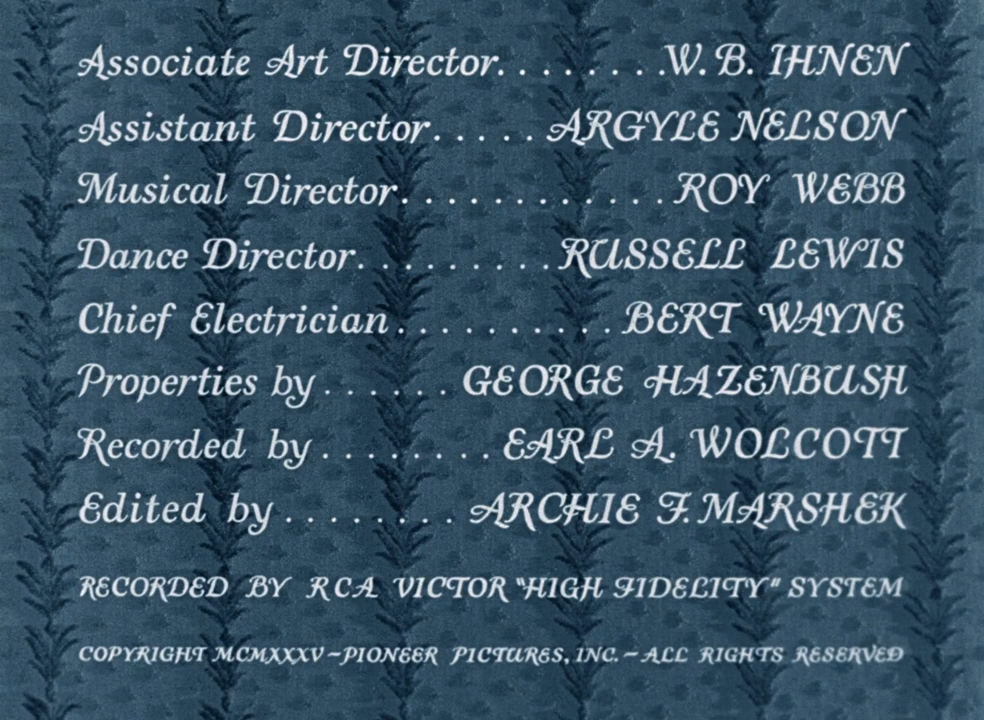 Associate Art Director. . . . . . . .W. B. IHNEN
Assistant Director. . . . . ARGYLE NELSON
Musical Director. . . . . . . . . . . . . ROY WEBB
Dance Director. . . . . . . . . RUSSELL LEWIS
Chief Electrician. . . . . . . . . . . BERT WAYNE
Properties by . . . . . . GEORGE HAZENBUSH
Recorded by . . . . . . . . . EARL A. WOLCOTT
Edited by . . . . . . . . . ARCHIE F. MARSHEK
RECORDED BY RCA VICTOR "HIGH FIDELITY" SYSTEM
COPYRIGHT MCMXXXV – PIONEER PICTURES, INC. – ALL RIGHTS RESERVED